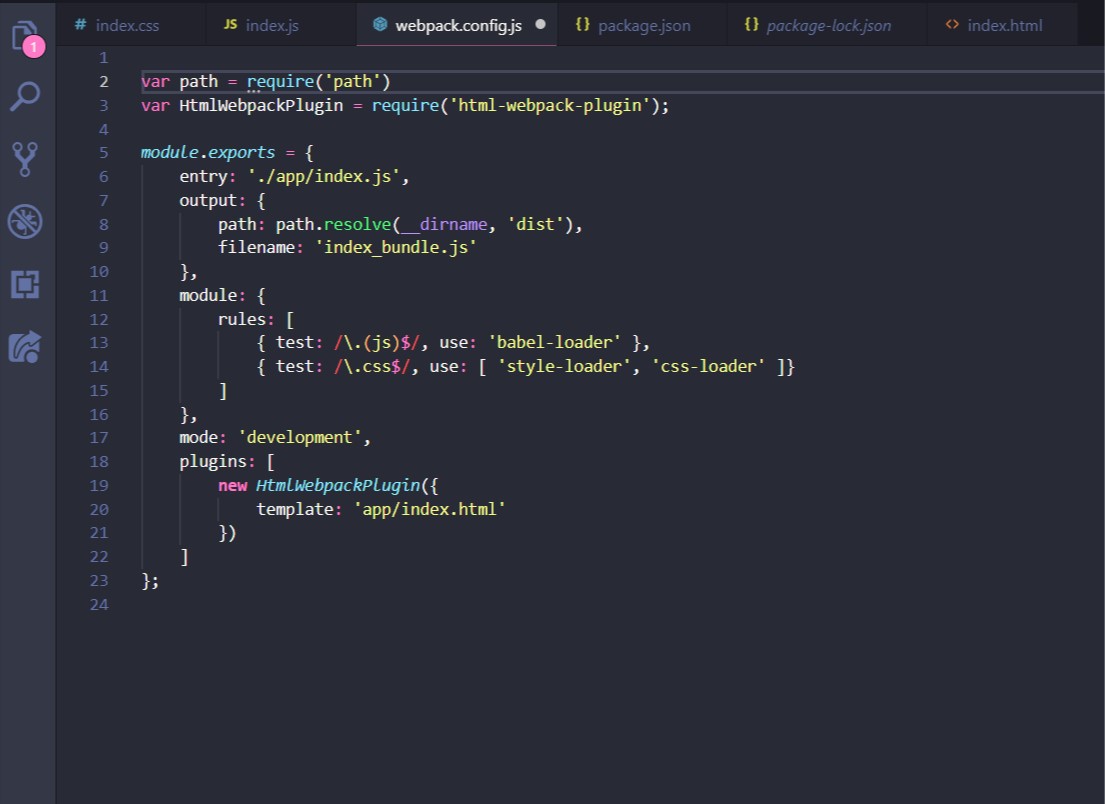 # index.css JS index.js webpack.config.js {} package.json {} package-lock.json <> index.html
1
1
2 var path = require('path')
3 var HtmlWebpackPlugin = require('html-webpack-plugin');
4
5 module.exports = {
6 entry: './app/index.js',
7 output: {
8 path: path.resolve(__dirname, 'dist'),
9 filename: 'index_bundle.js'
10 },
11 module: {
12 rules: [
13 { test: /\.(js)$/, use: 'babel-loader' },
14 { test: /\.css$/, use: [ 'style-loader', 'css-loader' ]}
15 ]
16 },
17 mode: 'development',
18 plugins: [
19 new HtmlWebpackPlugin({
20 template: 'app/index.html'
21 })
22 ]
23 };
24